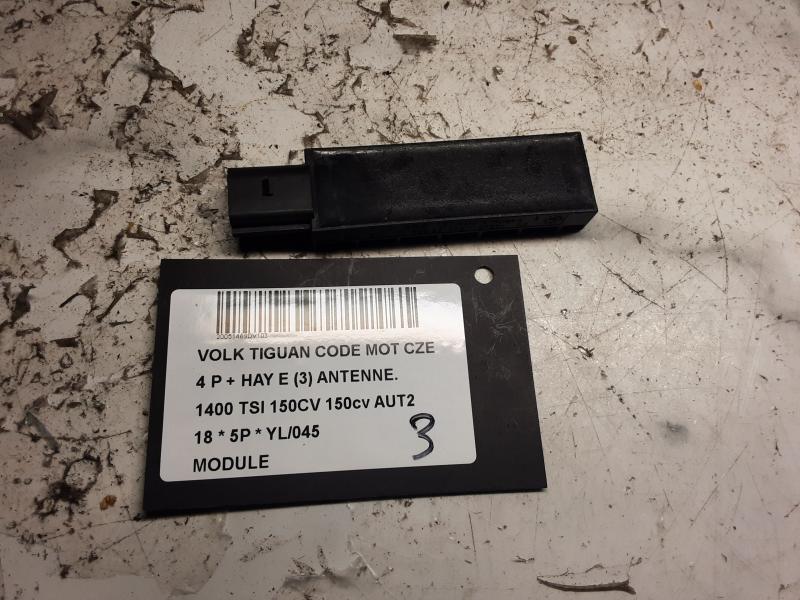 VOLK TIGUAN CODE MOT CZE
4 P + HAY E (3) ANTENNE.
1400 TSI 150CV 150cv AUT2
18 * 5P * YL/045
MODULE
3